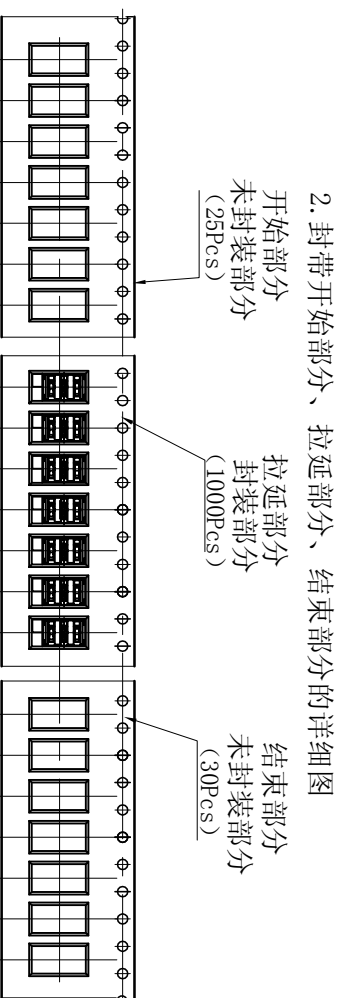 2.封带开始部分、拉延部分、结束部分的详细图
开始部分
未封装部分
(25Pcs)
拉延部分
封装部分
(1000Pcs)
结束部分
未封装部分
(30Pcs)